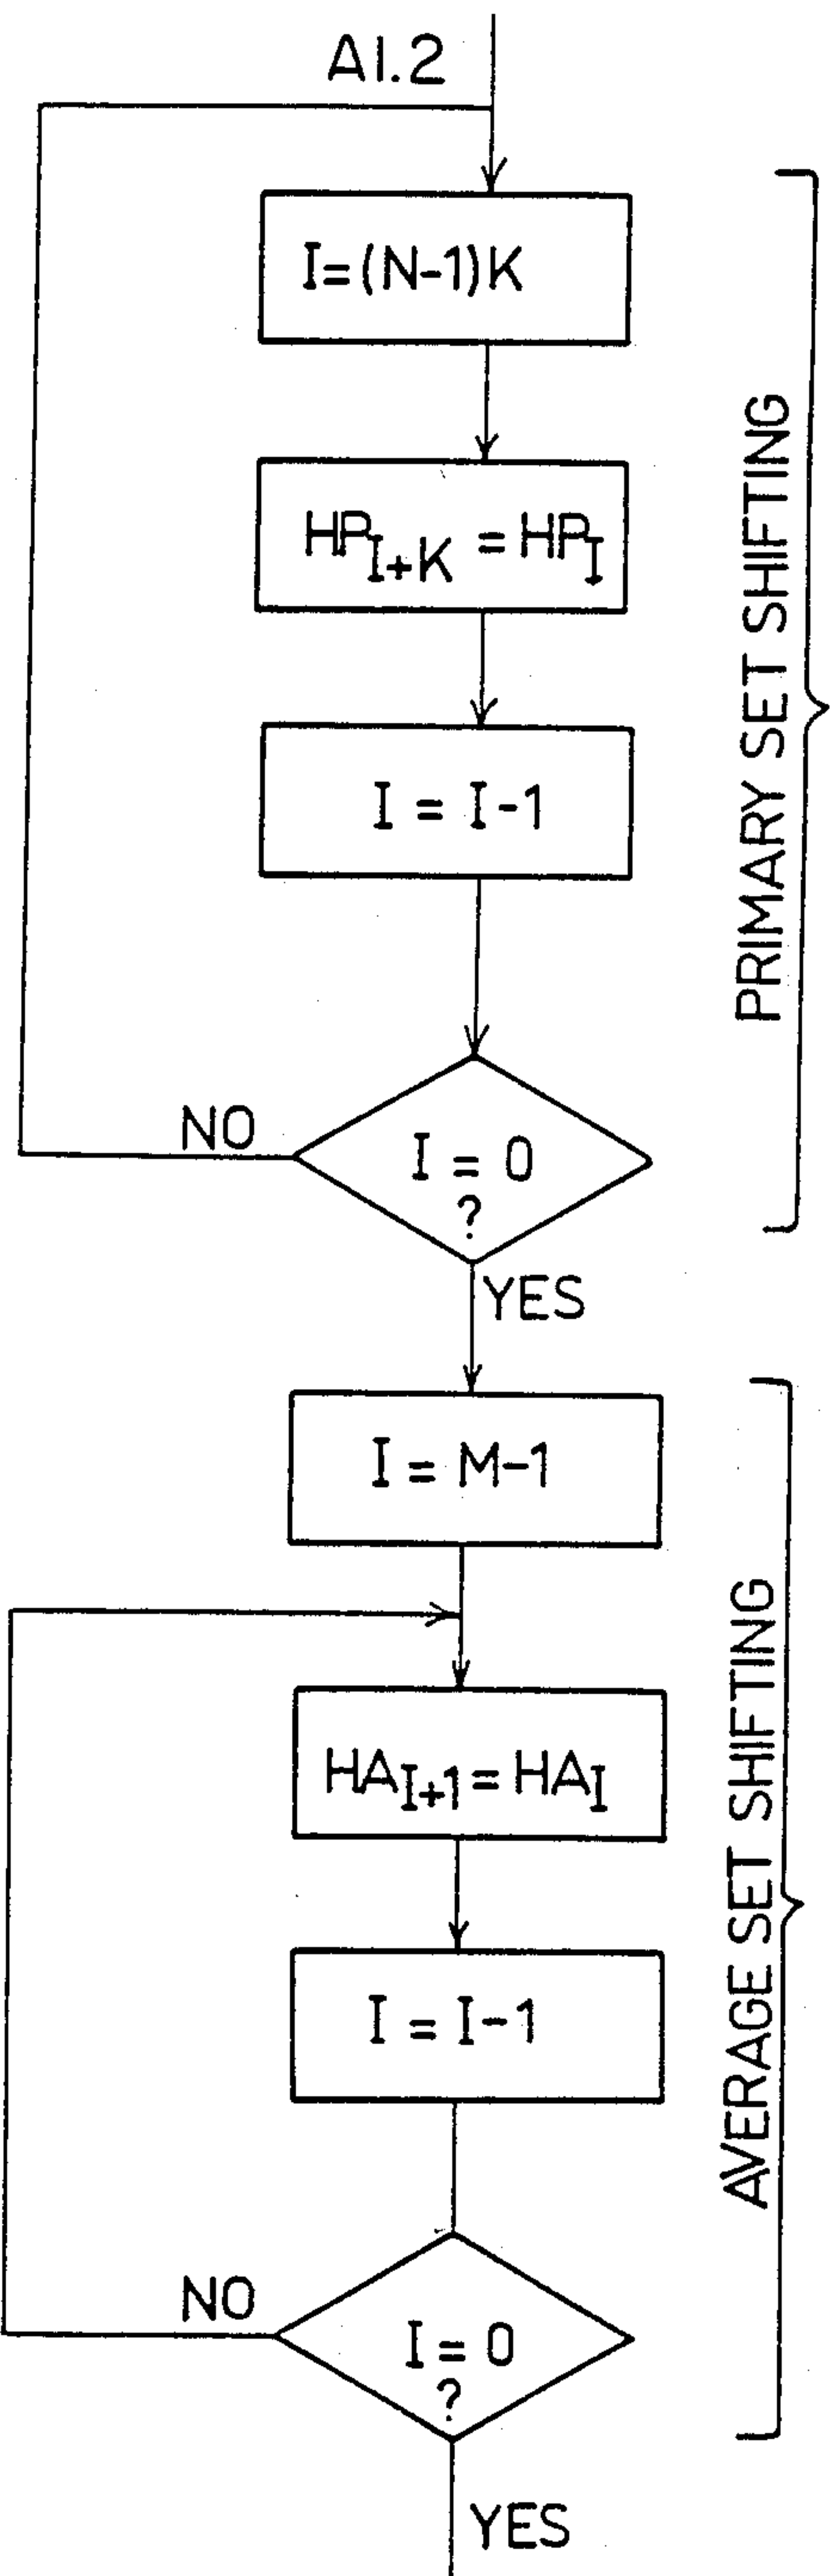 A1.2
I=(N-1)K
HP_{I+K} = HP_I
I = I-1
NO
I = 0
?
YES
PRIMARY SET SHIFTING
I = M-1
HA_{I+1} = HA_I
I = I-1
NO
I = 0
?
YES
AVERAGE SET SHIFTING